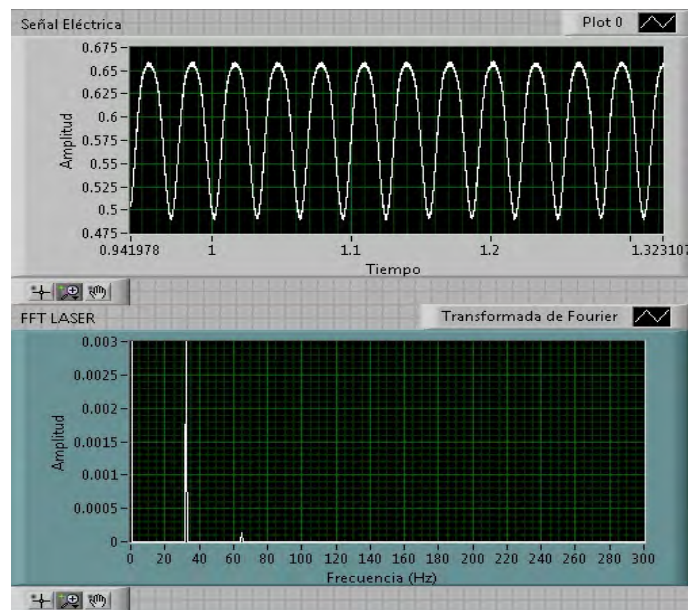 Señal Eléctrica
Plot 0
0.675
0.65
0.625
0.6
0.575
0.55
0.525
0.5
0.475
Amplitud
0.941978 1 1.1 1.2 1.323107
Tiempo
FFT LASER
Transformada de Fourier
0.003
0.0025
0.002
0.0015
0.001
0.0005
0
Amplitud
0 20 40 60 80 100 120 140 160 180 200 220 240 260 280 300
Frecuencia (Hz)